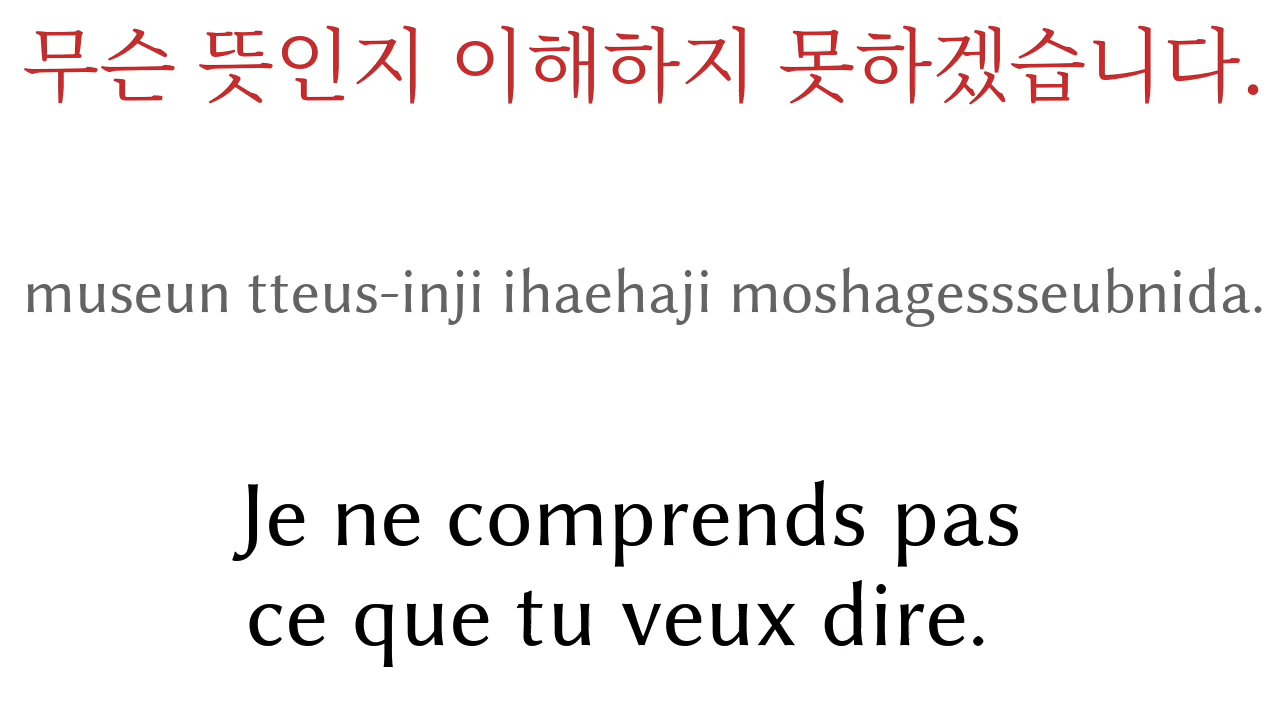 무슨 뜻인지 이해하지 못하겠습니다.
museun tteus-inji ihaehaji moshagessseubnida.
Je ne comprends pas
ce que tu veux dire.